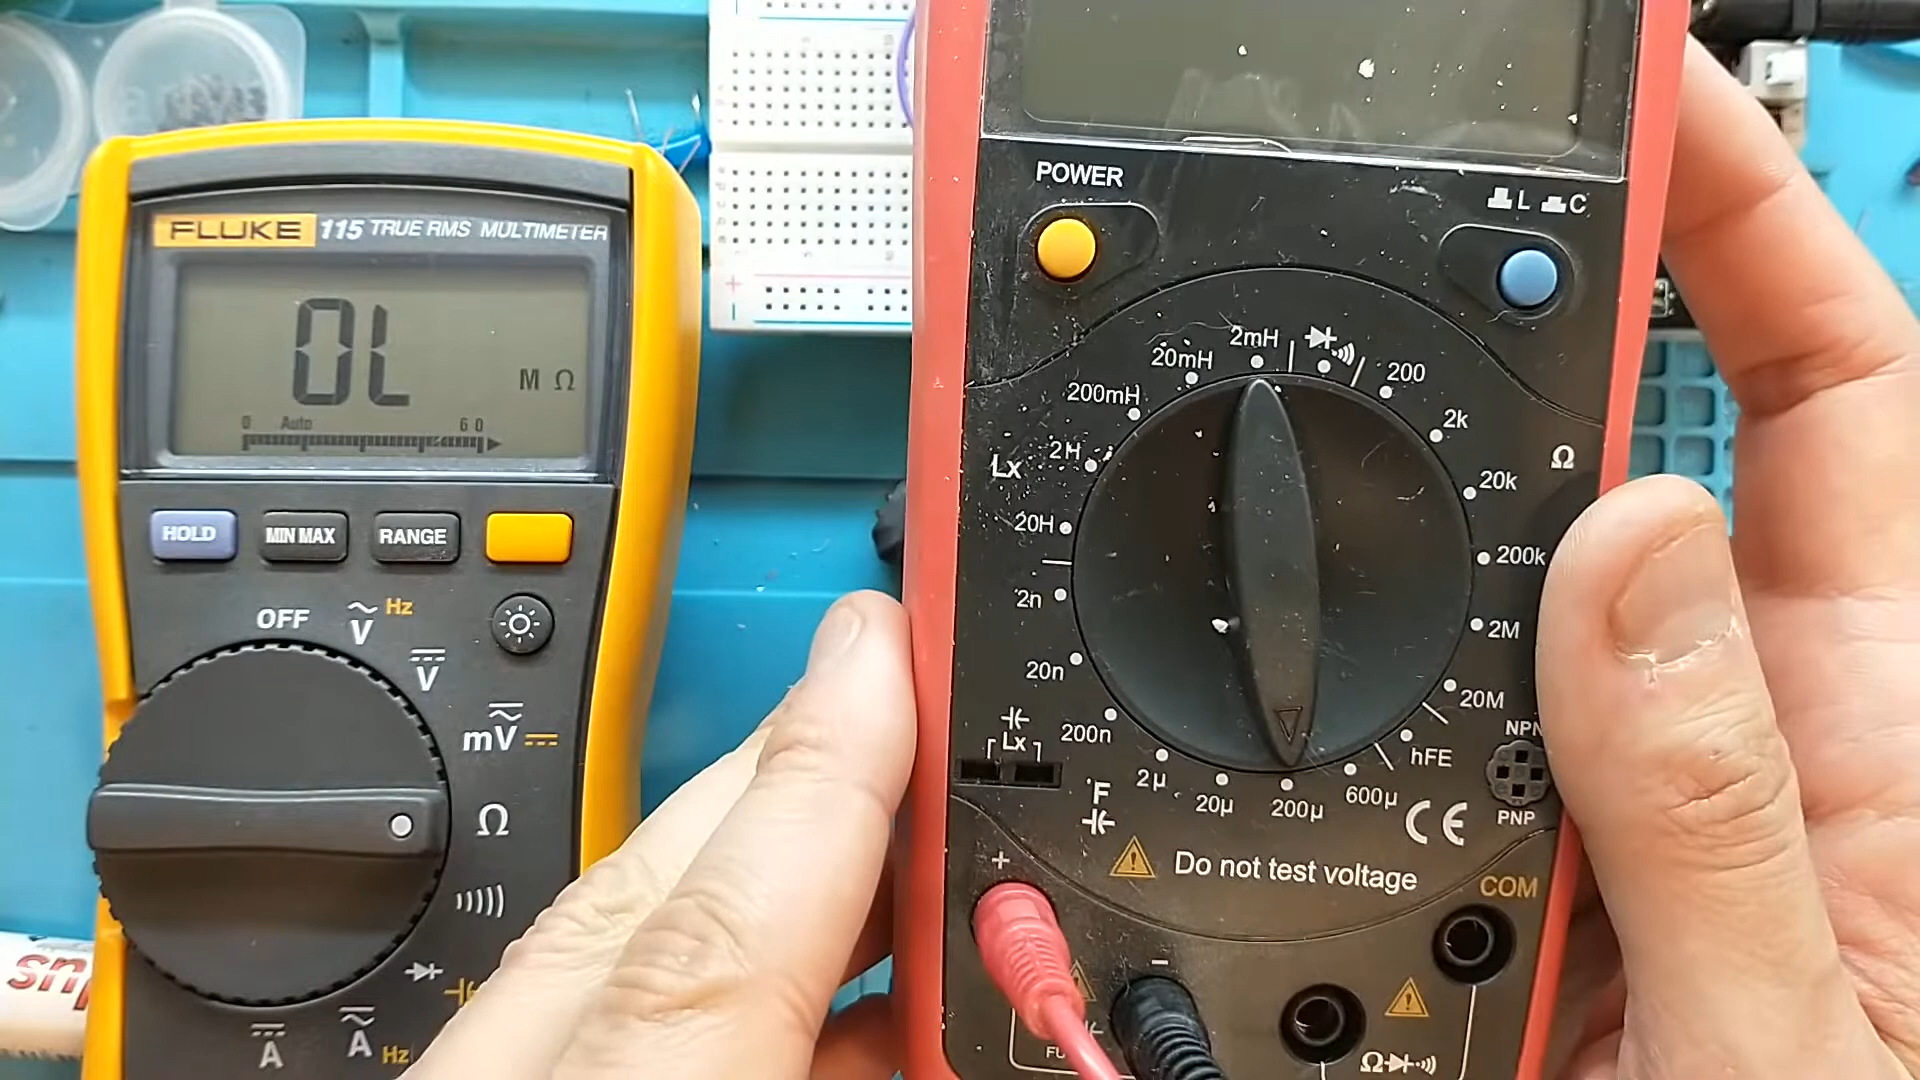 FLUKE 115 TRUE RMS MULTIMETER
OL
M Ω
0 Auto 60
HOLD
MIN MAX
RANGE
OFF
V Hz
V
mV
Ω
A
A Hz
POWER
L C
2mH
20mH
200mH
2H
Lx
20H
2n
20n
200n
Lx
2µ
20µ
200µ
600µ
F
200
2k
Ω
20k
200k
2M
20M
hFE
NPN
PNP
CE
+
Do not test voltage
COM
−
FU
Ω